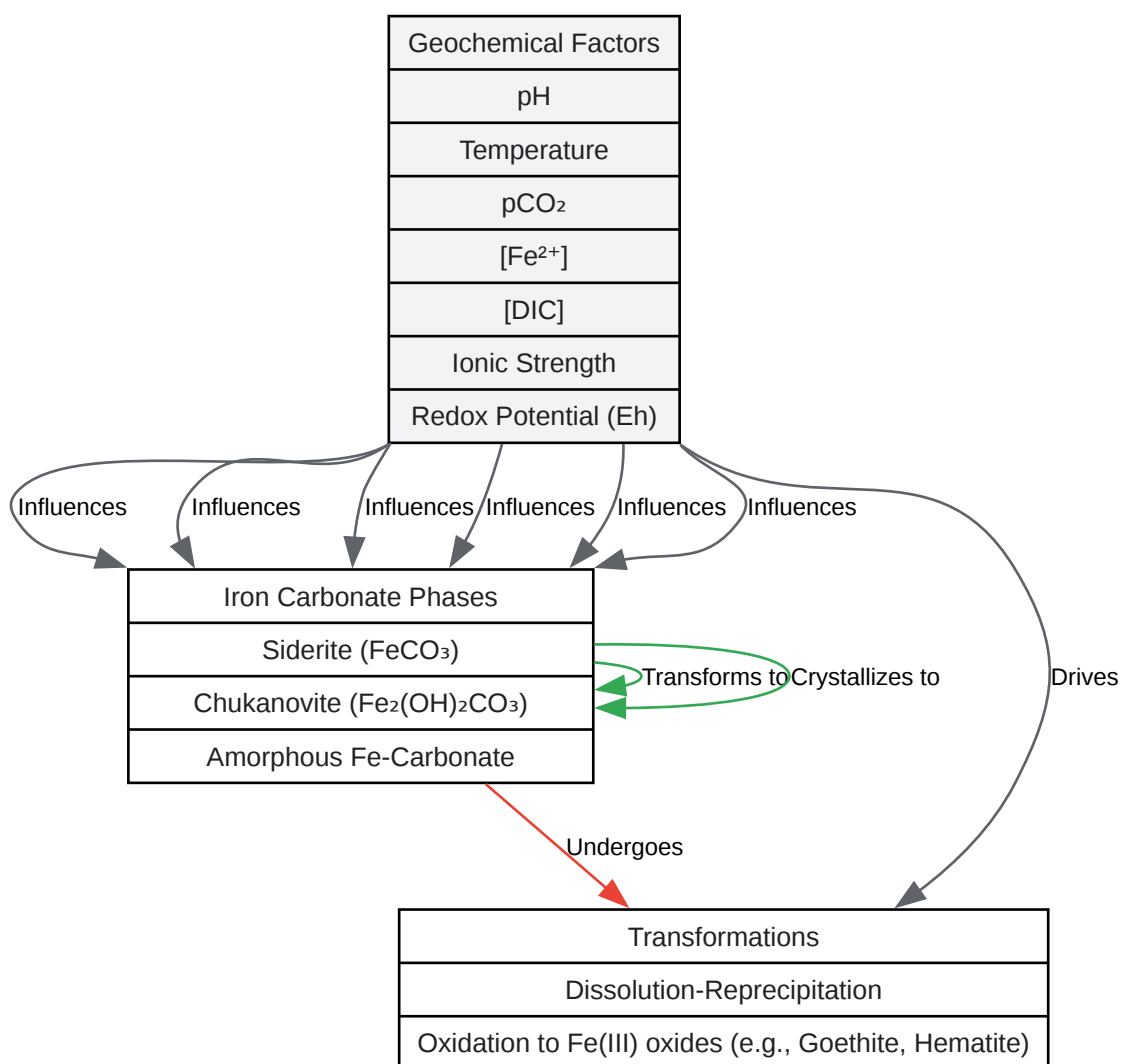 Geochemical Factors
pH
Temperature
pCO₂
[Fe²⁺]
[DIC]
Ionic Strength
Redox Potential (Eh)
Influences
Influences
Influences
Influences
Influences
Influences
Iron Carbonate Phases
Siderite (FeCO₃)
Transforms to
Crystallizes to
Drives
Chukanovite (Fe₂(OH)₂CO₃)
Amorphous Fe-Carbonate
Undergoes
Transformations
Dissolution-Reprecipitation
Oxidation to Fe(III) oxides (e.g., Goethite, Hematite)